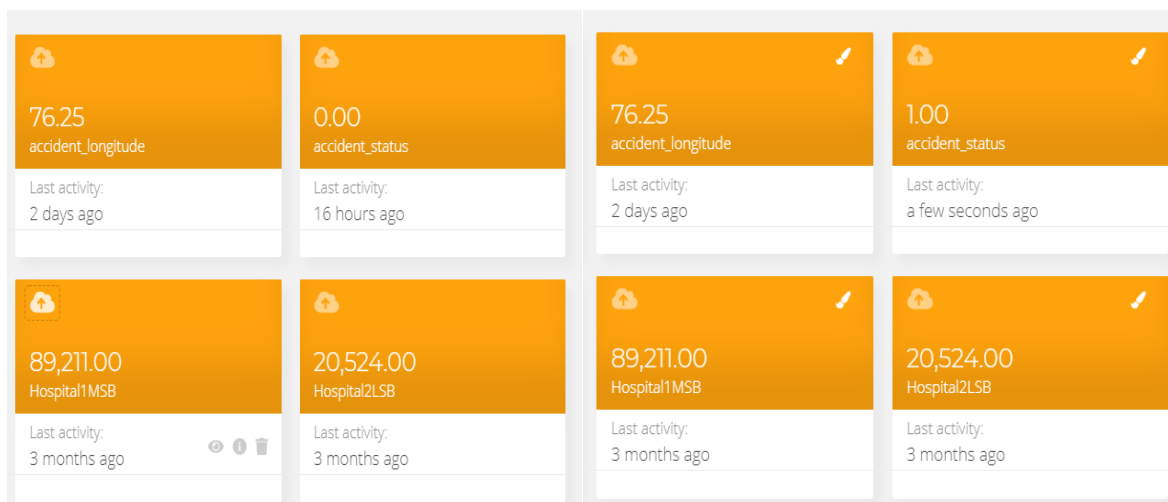 76.25
accident_longitude
Last activity:
2 days ago
0.00
accident_status
Last activity:
16 hours ago
89,211.00
Hospital1MSB
Last activity:
3 months ago
20,524.00
Hospital2LSB
Last activity:
3 months ago
76.25
accident_longitude
Last activity:
2 days ago
1.00
accident_status
Last activity:
a few seconds ago
89,211.00
Hospital1MSB
Last activity:
3 months ago
20,524.00
Hospital2LSB
Last activity:
3 months ago